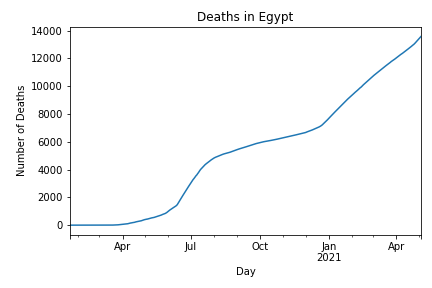 Deaths in Egypt
14000
12000
10000
8000
6000
4000
2000
0
Number of Deaths
Apr
Jul
Oct
Jan
2021
Apr
Day